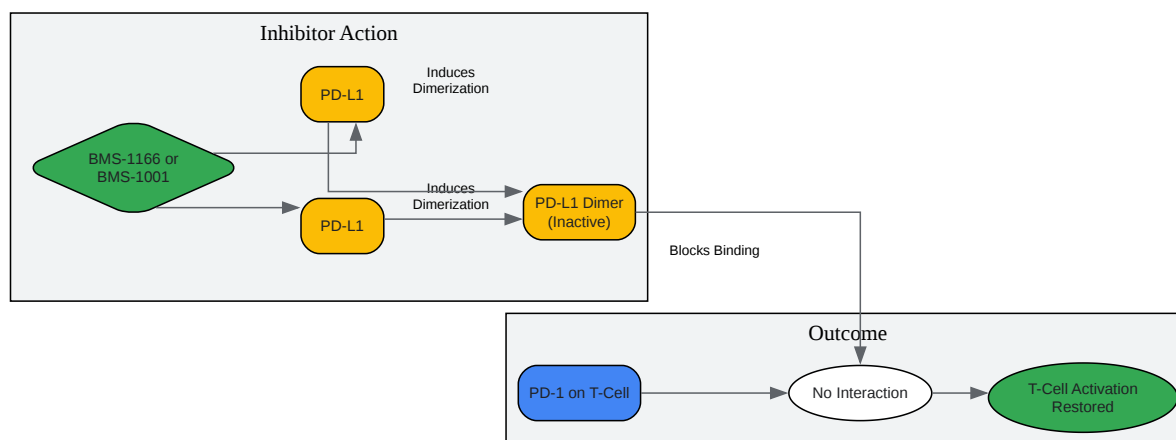 Inhibitor Action
Induces
Dimerization
PD-L1
BMS-1166 or
BMS-1001
Induces
Dimerization
PD-L1
PD-L1 Dimer
(Inactive)
Blocks Binding
Outcome
PD-1 on T-Cell
No Interaction
T-Cell Activation
Restored